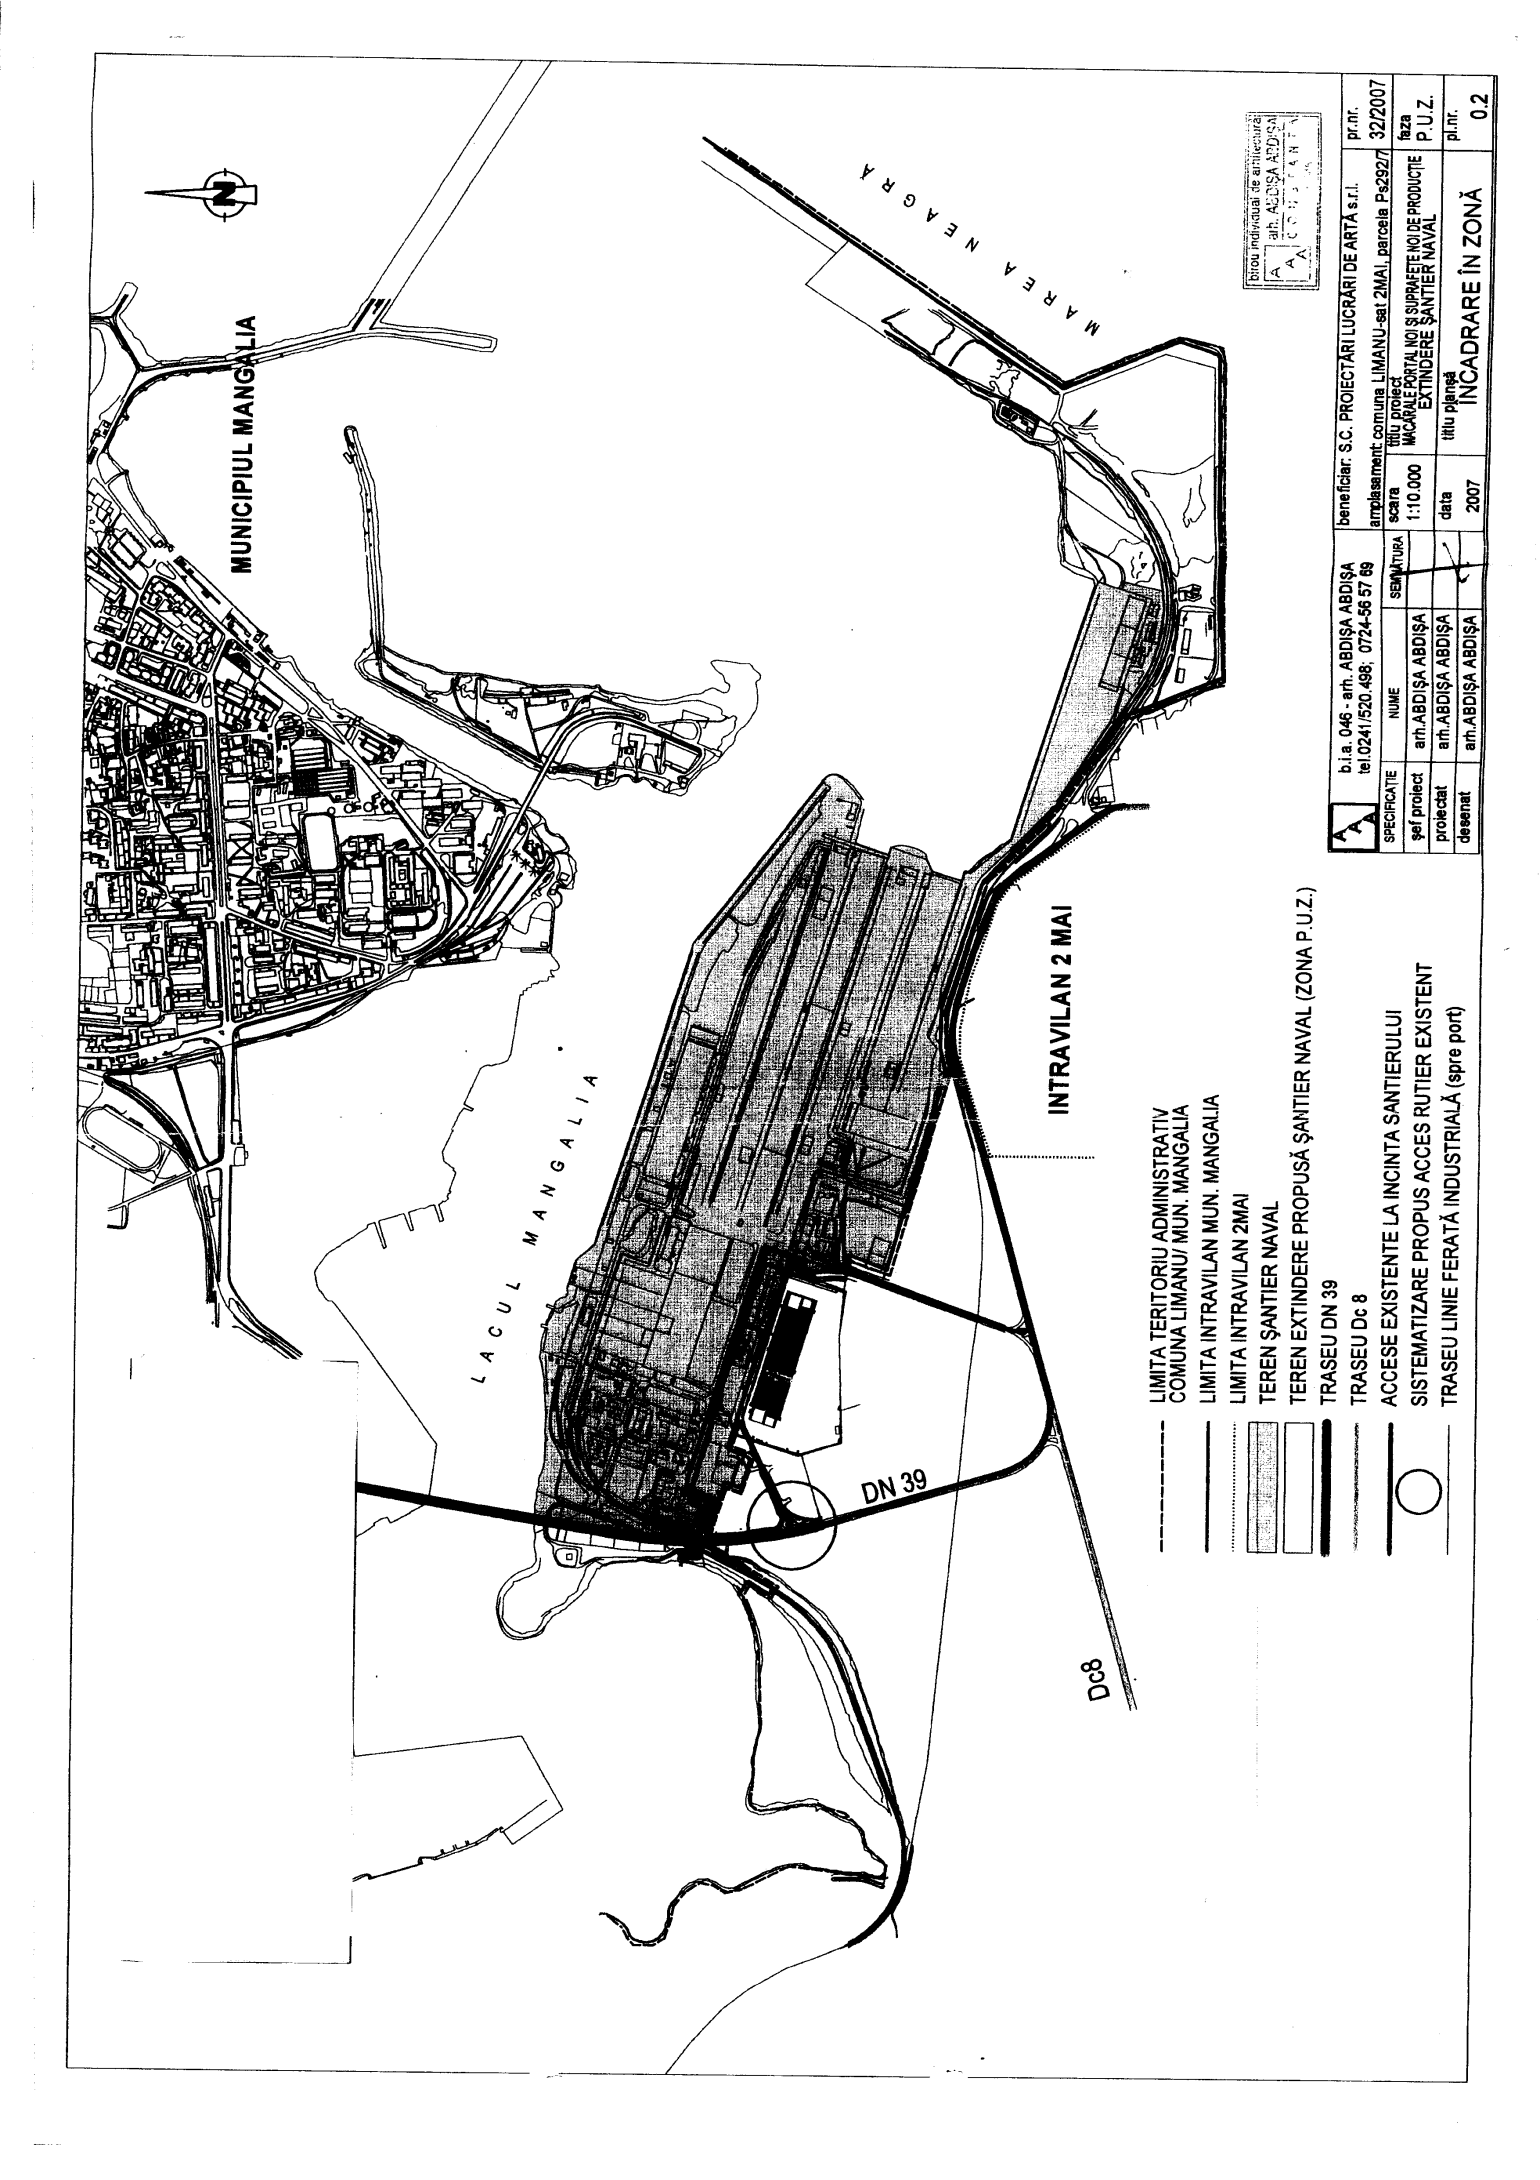 MUNICIPIUL MANGALIA
N
MAREA NEAGRĂ
LACUL MANGALIA
INTRAVILAN 2 MAI
DN 39
Dc8
LIMITA TERITORIU ADMINISTRATIV
COMUNA LIMANU/ MUN. MANGALIA
LIMITA INTRAVILAN MUN. MANGALIA
LIMITA INTRAVILAN 2MAI
TEREN ŞANTIER NAVAL
TEREN EXTINDERE PROPUSĂ ŞANTIER NAVAL (ZONA P.U.Z.)
TRASEU DN 39
TRASEU Dc 8
ACCESE EXISTENTE LA INCINTA SANTIERULUI
SISTEMATIZARE PROPUS ACCES RUTIER EXISTENT
TRASEU LINIE FERATĂ INDUSTRIALĂ (spre port)
birou individual de arhitectură
arh. ABDIŞA ABDIŞA
CONSTANŢA
A
A A
A A A
b.i.a. 046 - arh. ABDIŞA ABDIŞA
tel.0241/520.498; 0724-56 57 69
beneficiar: S.C. PROIECTĂRI LUCRĂRI DE ARTĂ s.r.l.
amplasament: comuna LIMANU-sat 2MAI, parcela Ps292/7
pr.nr.
32/2007
SPECIFICAŢIE NUME SEMNĂTURA
şef proiect arh.ABDIŞA ABDIŞA
proiectat arh.ABDIŞA ABDIŞA
desenat arh.ABDIŞA ABDIŞA
scara
1:10.000
data
2007
titlu proiect
MACARALE PORTAL NOI ŞI SUPRAFEŢE NOI DE PRODUCŢIE
EXTINDERE ŞANTIER NAVAL
titlu planşă
ÎNCADRARE ÎN ZONĂ
faza
P.U.Z.
pl.nr.
0.2